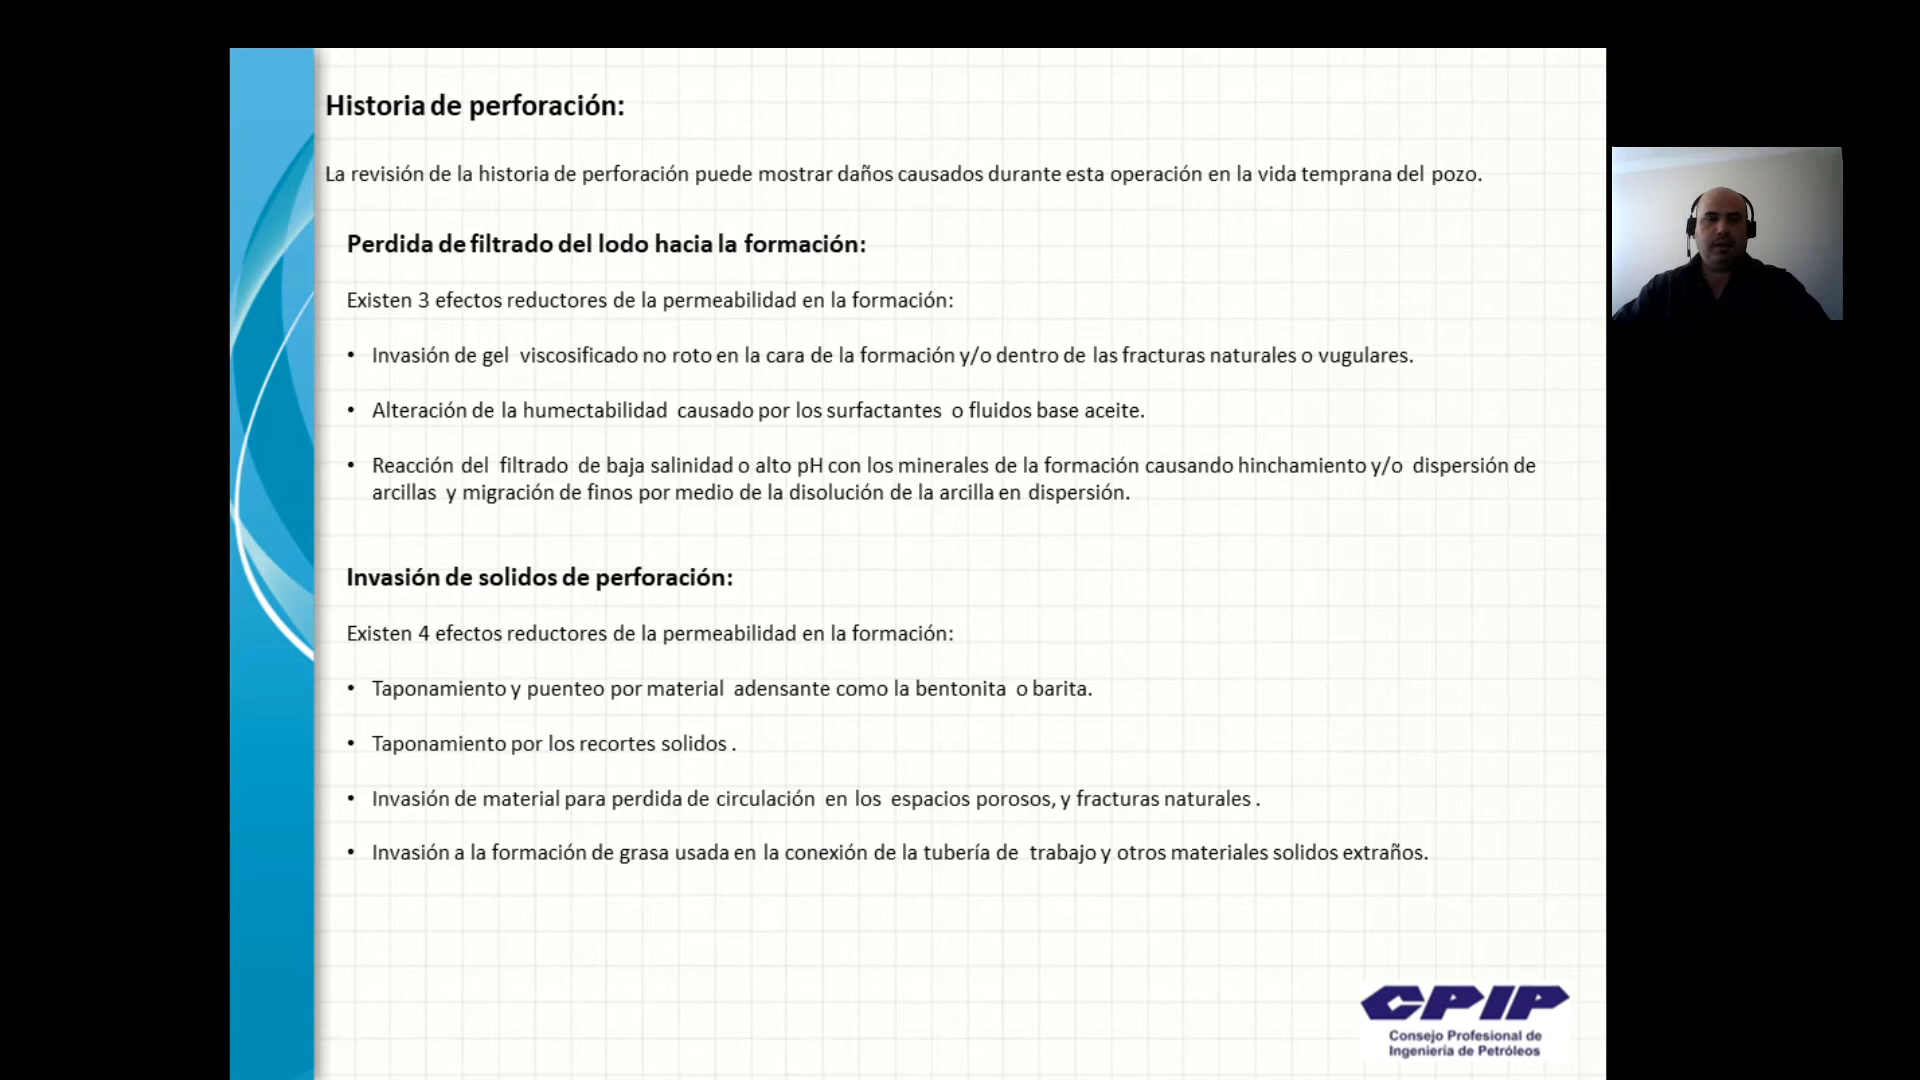 Historia de perforación:
La revisión de la historia de perforación puede mostrar daños causados durante esta operación en la vida temprana del pozo.
Perdida de filtrado del lodo hacia la formación:
Existen 3 efectos reductores de la permeabilidad en la formación:
• Invasión de gel viscosificado no roto en la cara de la formación y/o dentro de las fracturas naturales o vugulares.
• Alteración de la humectabilidad causado por los surfactantes o fluidos base aceite.
• Reacción del filtrado de baja salinidad o alto pH con los minerales de la formación causando hinchamiento y/o dispersión de
arcillas y migración de finos por medio de la disolución de la arcilla en dispersión.
Invasión de solidos de perforación:
Existen 4 efectos reductores de la permeabilidad en la formación:
• Taponamiento y puenteo por material adensante como la bentonita o barita.
• Taponamiento por los recortes solidos .
• Invasión de material para perdida de circulación en los espacios porosos, y fracturas naturales .
• Invasión a la formación de grasa usada en la conexión de la tubería de trabajo y otros materiales solidos extraños.
CPIP
Consejo Profesional de
Ingeniería de Petróleos